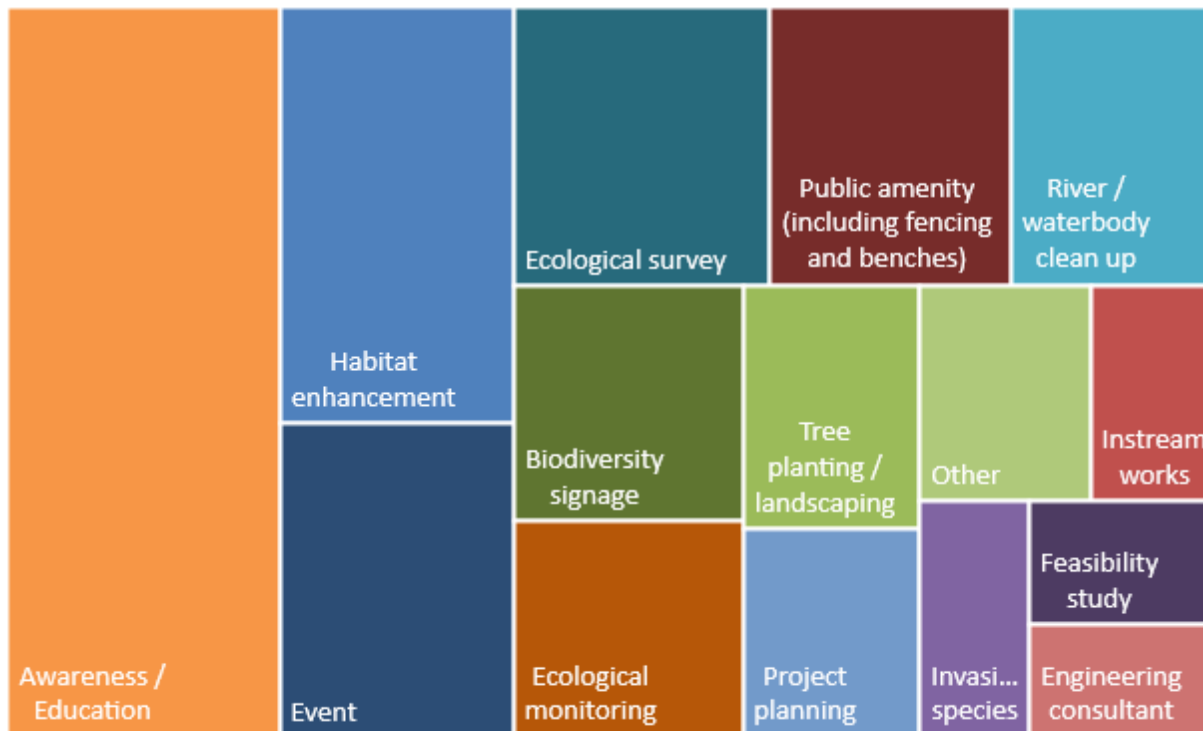 Awareness /
Education
Habitat
enhancement
Event
Ecological survey
Public amenity
(including fencing
and benches)
River /
waterbody
clean up
Biodiversity
signage
Tree
planting /
landscaping
Other
Instream
works
Ecological
monitoring
Project
planning
Invasi...
species
Feasibility
study
Engineering
consultant